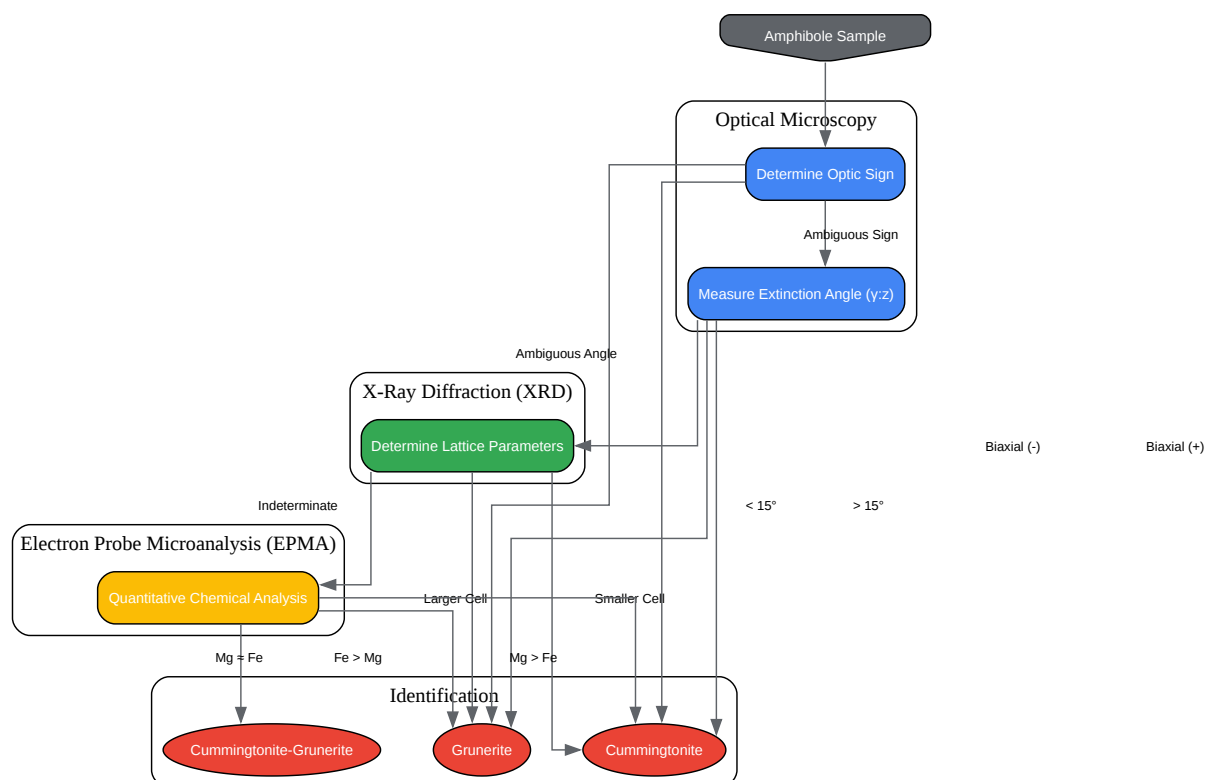 Amphibole Sample
Optical Microscopy
Determine Optic Sign
Ambiguous Sign
Measure Extinction Angle (γ:z)
Ambiguous Angle
X-Ray Diffraction (XRD)
Determine Lattice Parameters
Biaxial (-)
Biaxial (+)
Indeterminate
< 15°
> 15°
Electron Probe Microanalysis (EPMA)
Quantitative Chemical Analysis
Larger Cell
Smaller Cell
Mg ≈ Fe
Fe > Mg
Mg > Fe
Identification
Cummingtonite-Grunerite
Grunerite
Cummingtonite